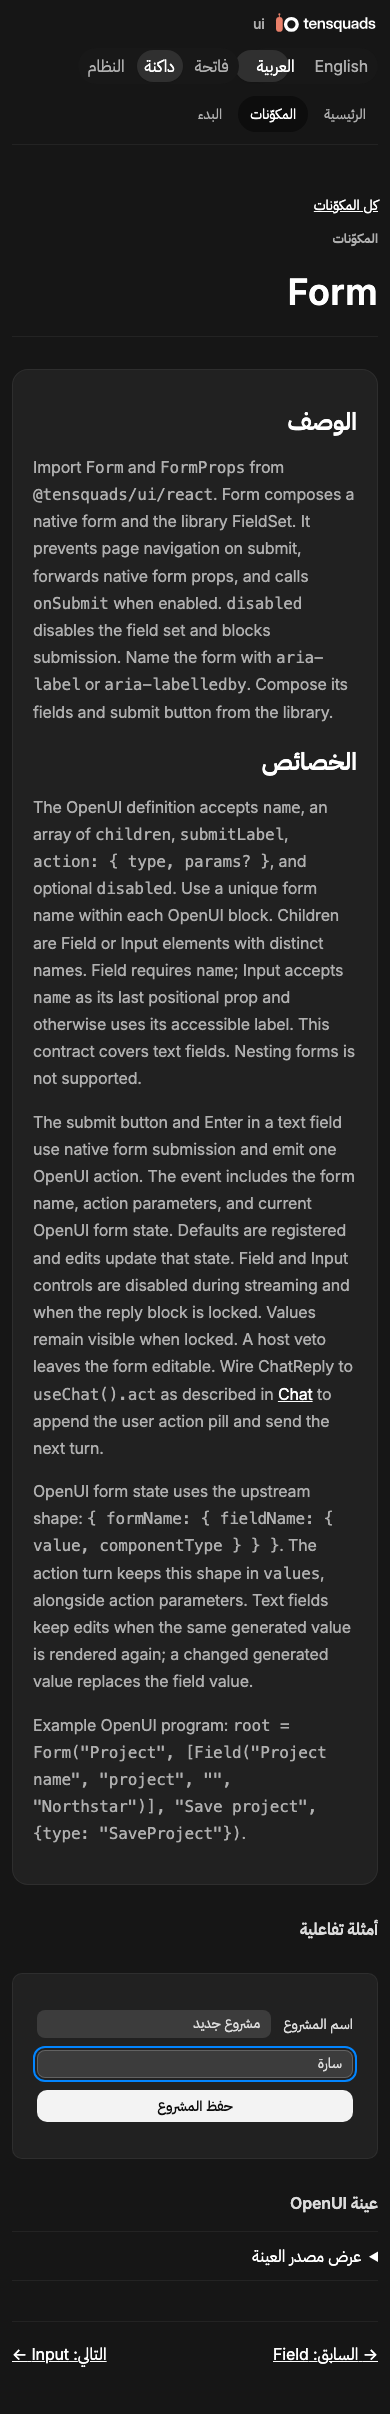 tensquads ui
English العربية فاتحة داكنة النظام
الرئيسية المكوّنات البدء
كل المكوّنات
المكوّنات
Form
الوصف
Import Form and FormProps from
@tensquads/ui/react. Form composes a
native form and the library FieldSet. It
prevents page navigation on submit,
forwards native form props, and calls
onSubmit when enabled. disabled
disables the field set and blocks
submission. Name the form with aria-
label or aria-labelledby. Compose its
fields and submit button from the library.
الخصائص
The OpenUI definition accepts name, an
array of children, submitLabel,
action: { type, params? }, and
optional disabled. Use a unique form
name within each OpenUI block. Children
are Field or Input elements with distinct
names. Field requires name; Input accepts
name as its last positional prop and
otherwise uses its accessible label. This
contract covers text fields. Nesting forms is
not supported.
The submit button and Enter in a text field
use native form submission and emit one
OpenUI action. The event includes the form
name, action parameters, and current
OpenUI form state. Defaults are registered
and edits update that state. Field and Input
controls are disabled during streaming and
when the reply block is locked. Values
remain visible when locked. A host veto
leaves the form editable. Wire ChatReply to
useChat().act as described in Chat to
append the user action pill and send the
next turn.
OpenUI form state uses the upstream
shape: { formName: { fieldName: {
value, componentType } } }. The
action turn keeps this shape in values,
alongside action parameters. Text fields
keep edits when the same generated value
is rendered again; a changed generated
value replaces the field value.
Example OpenUI program: root =
Form("Project", [Field("Project
name", "project", "",
"Northstar")], "Save project",
{type: "SaveProject"}).
أمثلة تفاعلية
اسم المشروع مشروع جديد
سارة
حفظ المشروع
عينة OpenUI
عرض مصدر العينة
→ السابق: Field
التالي: Input ←